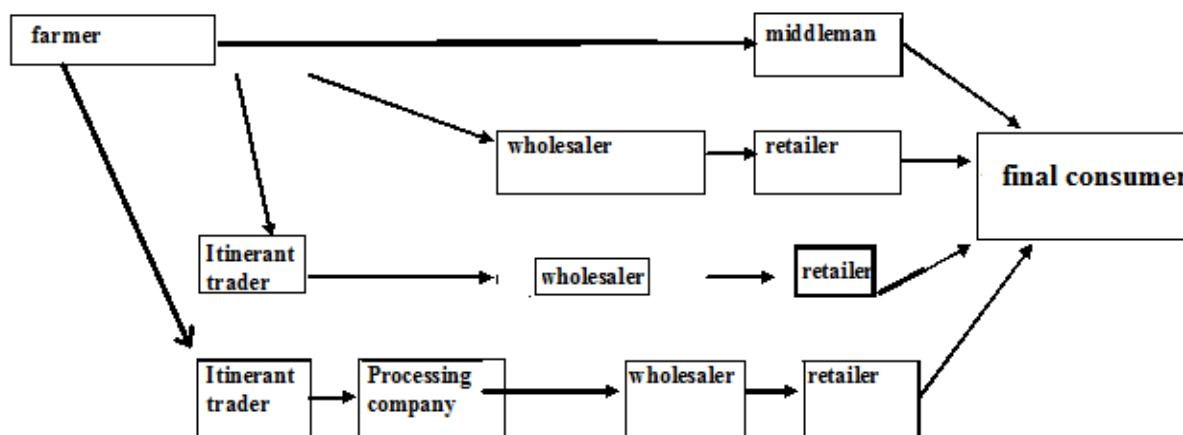 farmer
middleman
wholesaler
retailer
final consumer
Itinerant
trader
wholesaler
retailer
Itinerant
trader
Processing
company
wholesaler
retailer